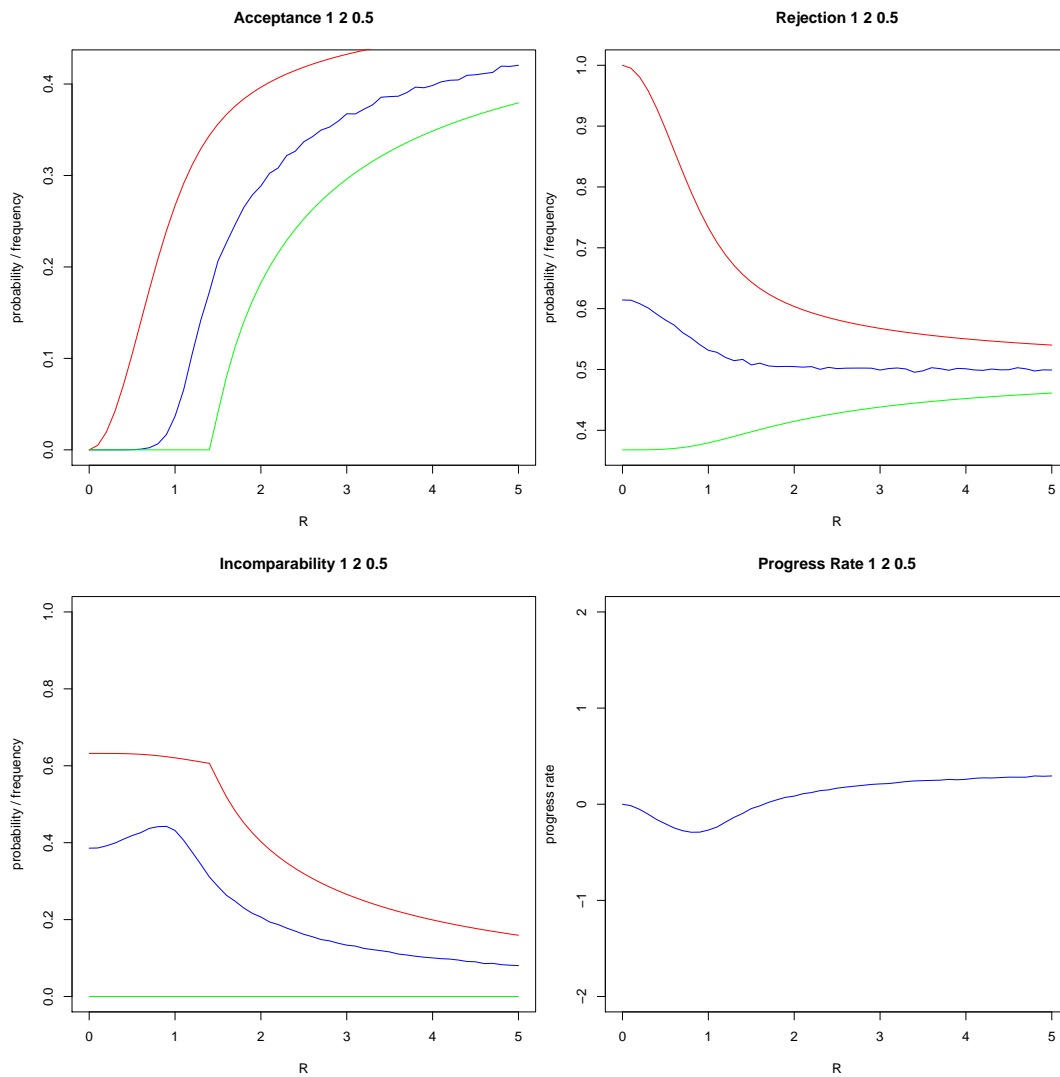 Acceptance 1 2 0.5
probability / frequency
0.0 0.1 0.2 0.3 0.4
0 1 2 3 4 5
R
Rejection 1 2 0.5
probability / frequency
0.4 0.5 0.6 0.7 0.8 0.9 1.0
0 1 2 3 4 5
R
Incomparability 1 2 0.5
probability / frequency
0.0 0.2 0.4 0.6 0.8 1.0
0 1 2 3 4 5
R
Progress Rate 1 2 0.5
progress rate
−2 −1 0 1 2
0 1 2 3 4 5
R